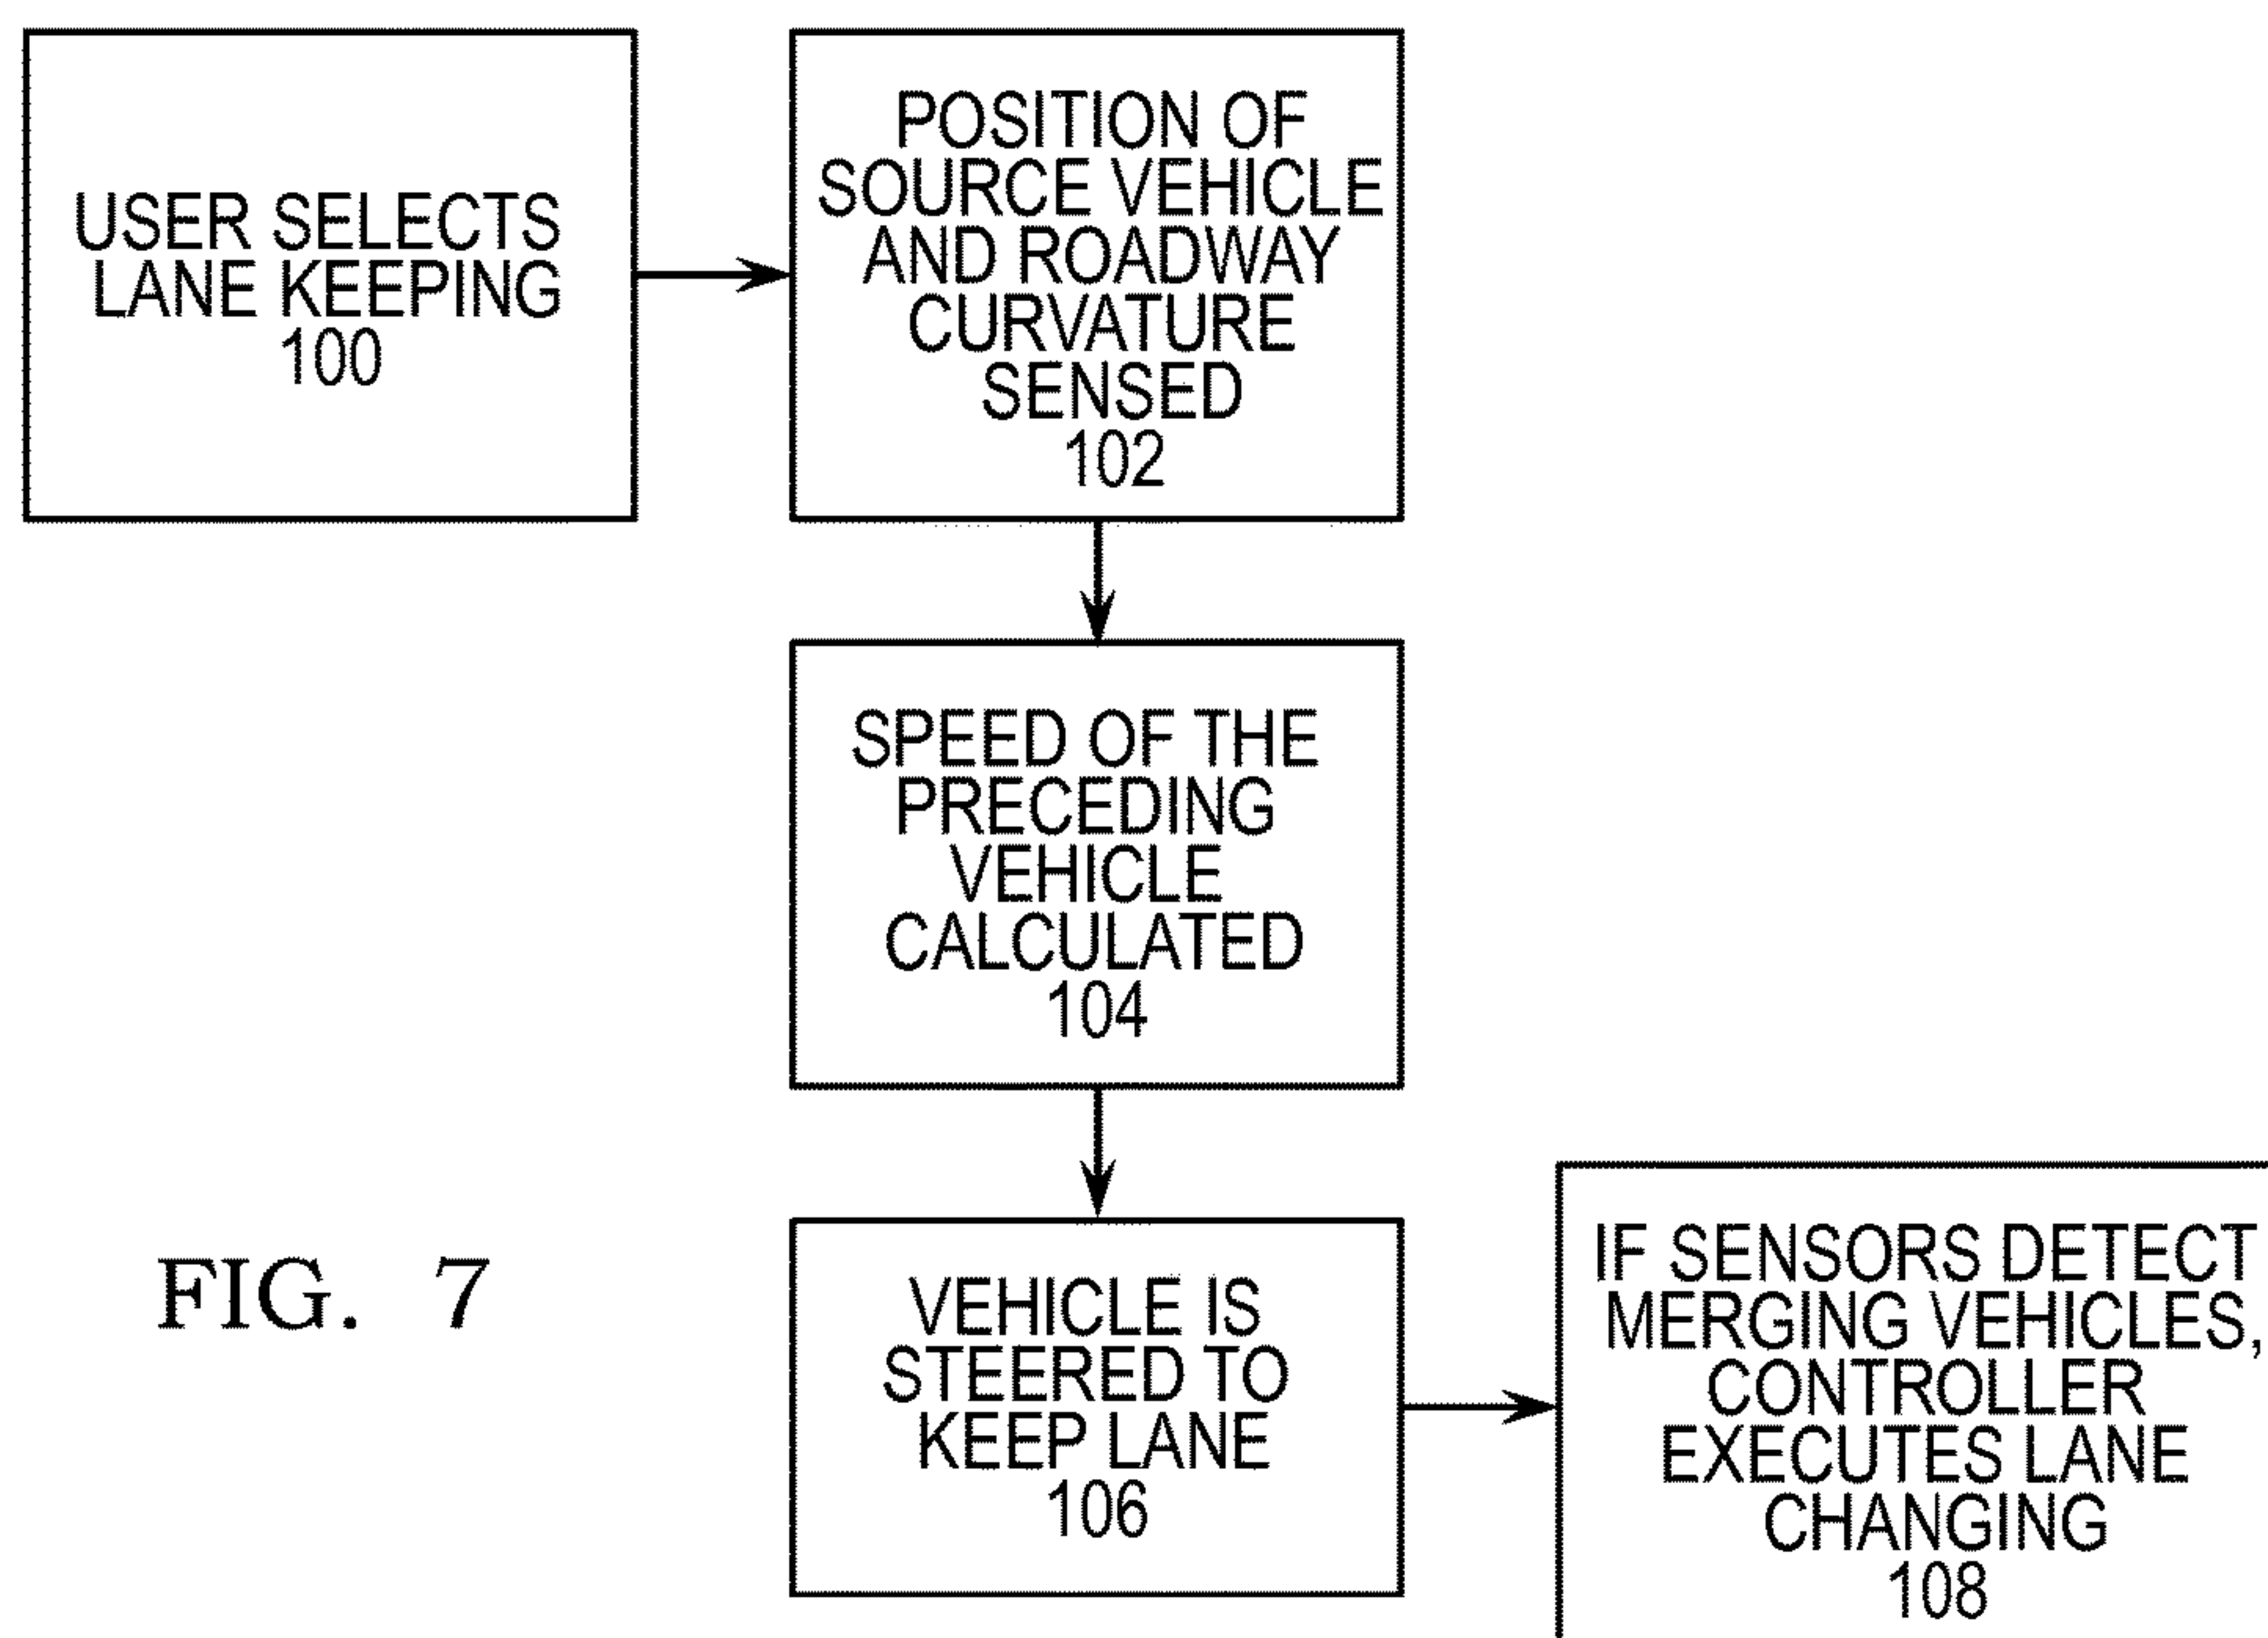 USER SELECTS
LANE KEEPING
100
POSITION OF
SOURCE VEHICLE
AND ROADWAY
CURVATURE
SENSED
102
SPEED OF THE
PRECEDING
VEHICLE
CALCULATED
104
VEHICLE IS
STEERED TO
KEEP LANE
106
IF SENSORS DETECT
MERGING VEHICLES,
CONTROLLER
EXECUTES LANE
CHANGING
108
FIG. 7